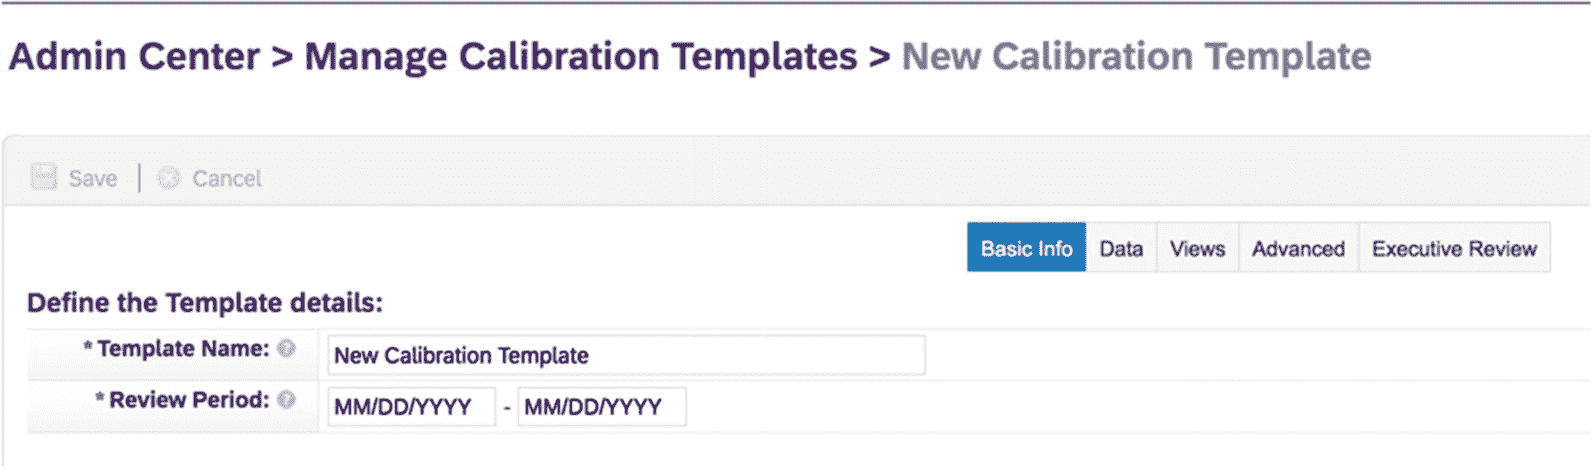 Admin Center > Manage Calibration Templates > New Calibration Template
Save | Cancel
Basic Info Data Views Advanced Executive Review
Define the Template details:
* Template Name: ? New Calibration Template
* Review Period: ? MM/DD/YYYY - MM/DD/YYYY